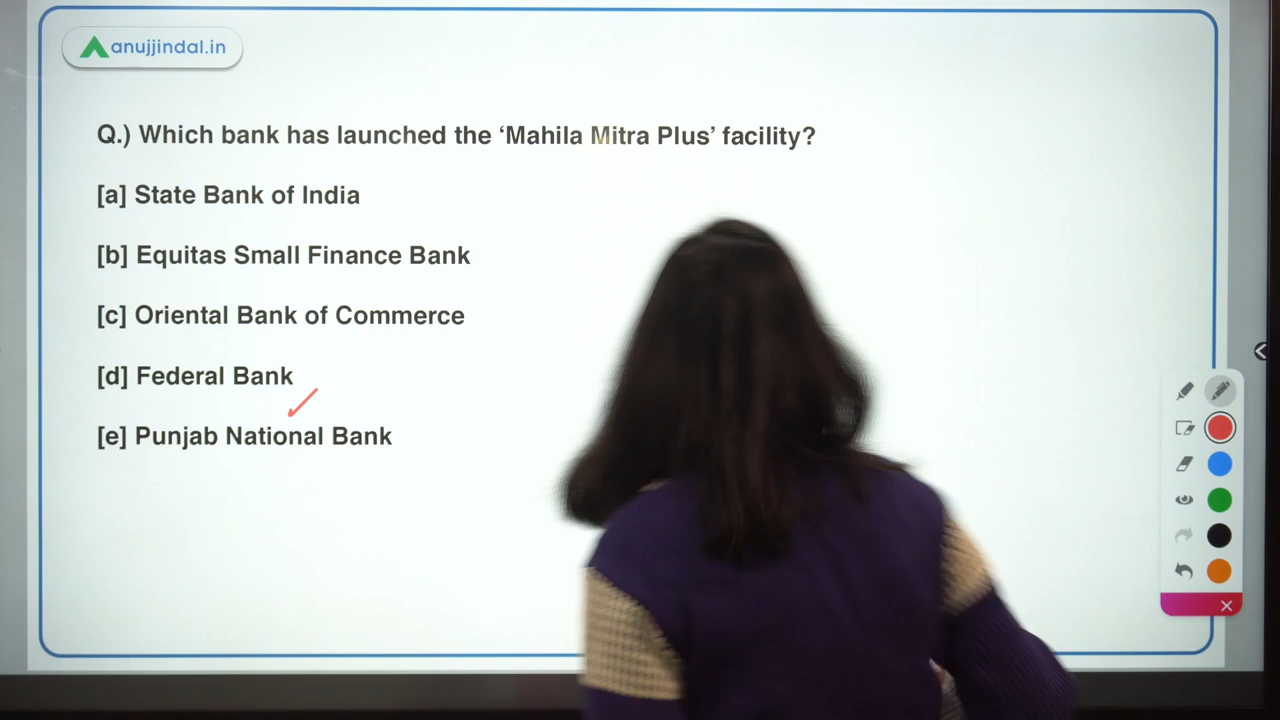 anujjindal.in
Q.) Which bank has launched the ‘Mahila Mitra Plus’ facility?
[a] State Bank of India
[b] Equitas Small Finance Bank
[c] Oriental Bank of Commerce
[d] Federal Bank
[e] Punjab National Bank